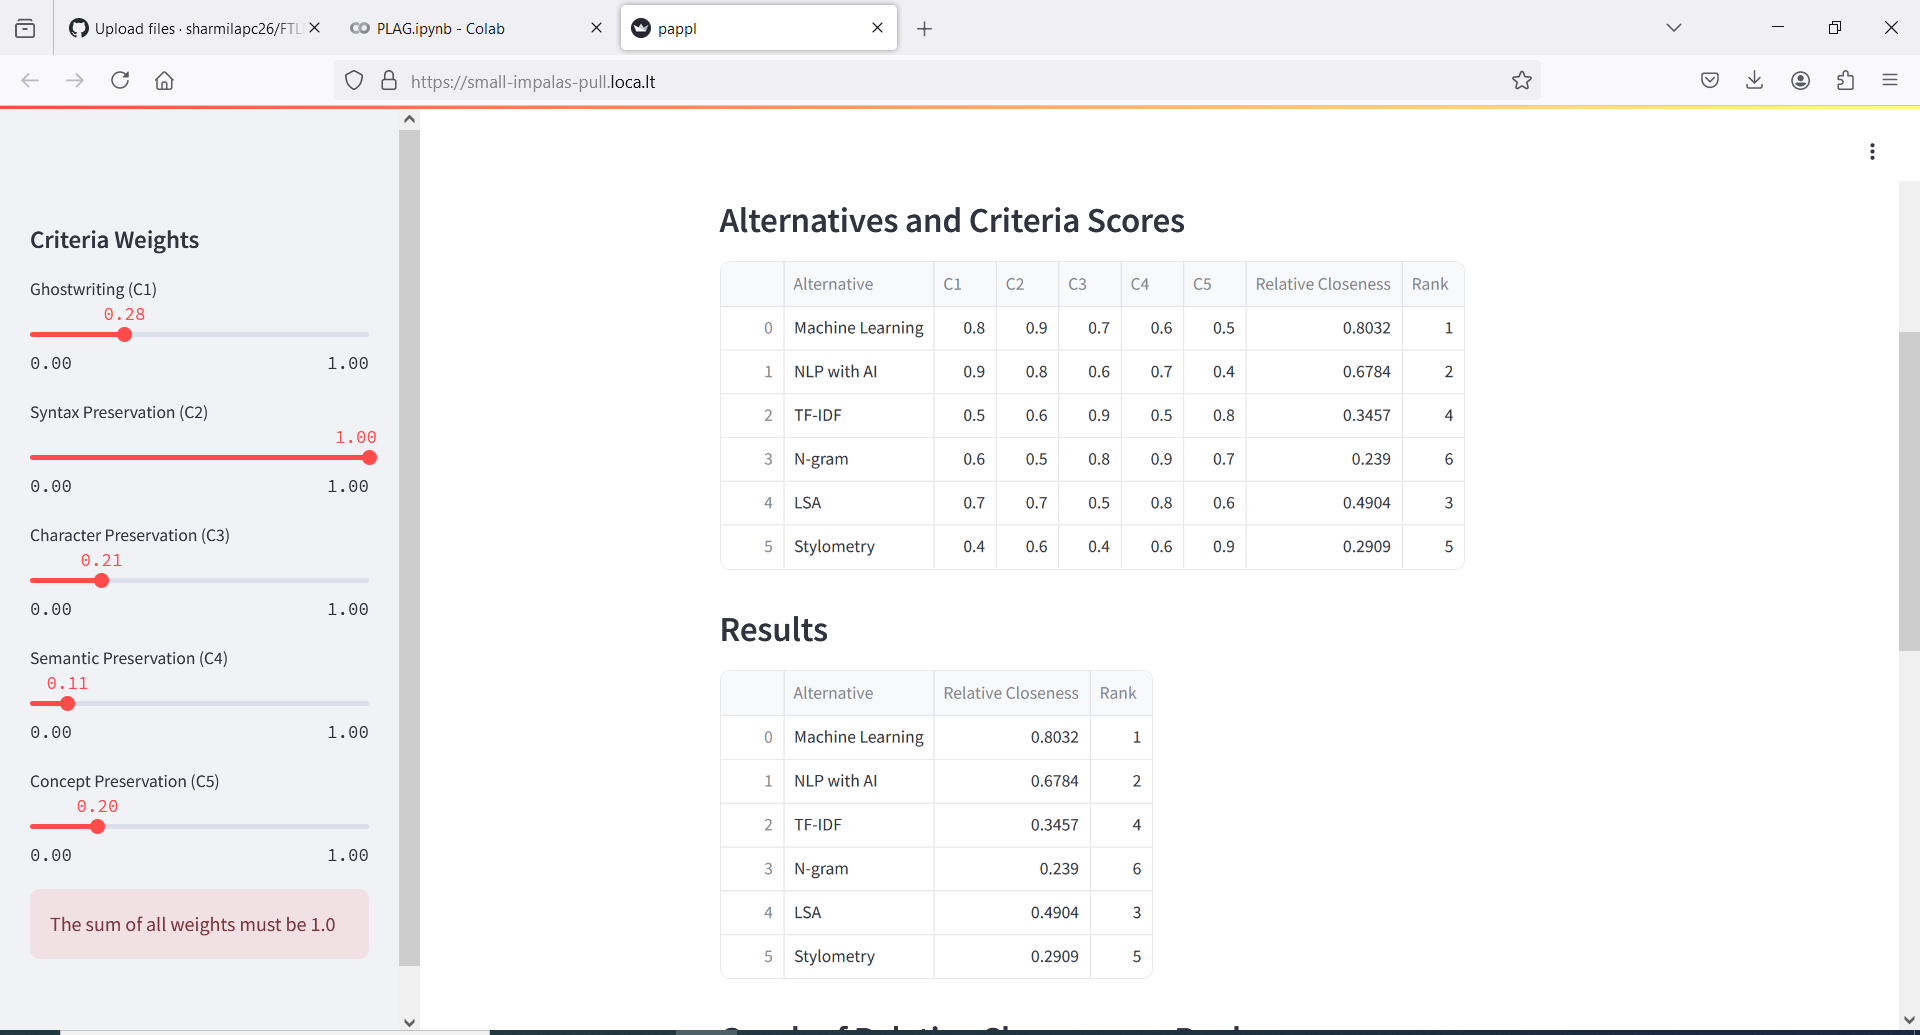 Upload files · sharmilapc26/FTL
PLAG.ipynb - Colab
pappl
https://small-impalas-pull.loca.lt
Criteria Weights
Ghostwriting (C1)
0.28
0.00 1.00
Syntax Preservation (C2)
1.00
0.00 1.00
Character Preservation (C3)
0.21
0.00 1.00
Semantic Preservation (C4)
0.11
0.00 1.00
Concept Preservation (C5)
0.20
0.00 1.00
The sum of all weights must be 1.0
Alternatives and Criteria Scores
Alternative C1 C2 C3 C4 C5 Relative Closeness Rank
0 Machine Learning 0.8 0.9 0.7 0.6 0.5 0.8032 1
1 NLP with AI 0.9 0.8 0.6 0.7 0.4 0.6784 2
2 TF-IDF 0.5 0.6 0.9 0.5 0.8 0.3457 4
3 N-gram 0.6 0.5 0.8 0.9 0.7 0.239 6
4 LSA 0.7 0.7 0.5 0.8 0.6 0.4904 3
5 Stylometry 0.4 0.6 0.4 0.6 0.9 0.2909 5
Results
Alternative Relative Closeness Rank
0 Machine Learning 0.8032 1
1 NLP with AI 0.6784 2
2 TF-IDF 0.3457 4
3 N-gram 0.239 6
4 LSA 0.4904 3
5 Stylometry 0.2909 5